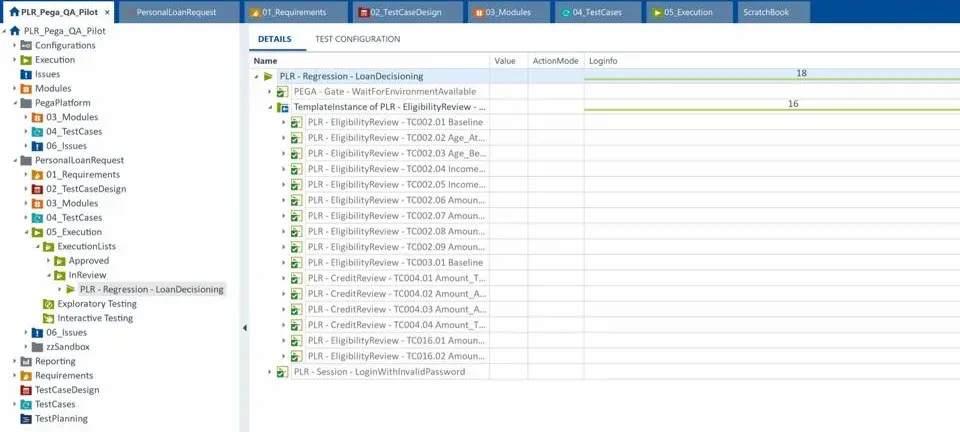 PLR_Pega_QA_Pilot
PersonalLoanRequest
01_Requirements
02_TestCaseDesign
03_Modules
04_TestCases
05_Execution
ScratchBook
PLR_Pega_QA_Pilot
Configurations
Execution
Issues
Modules
PegaPlatform
03_Modules
04_TestCases
06_Issues
PersonalLoanRequest
01_Requirements
02_TestCaseDesign
03_Modules
04_TestCases
05_Execution
ExecutionLists
Approved
InReview
PLR - Regression - LoanDecisioning
Exploratory Testing
Interactive Testing
06_Issues
zzSandbox
Reporting
Requirements
TestCaseDesign
TestCases
TestPlanning
DETAILS TEST CONFIGURATION
Name Value ActionMode Loginfo
PLR - Regression - LoanDecisioning 18
PEGA - Gate - WaitForEnvironmentAvailable
TemplateInstance of PLR - EligibilityReview - ... 16
PLR - EligibilityReview - TC002.01 Baseline
PLR - EligibilityReview - TC002.02 Age_At...
PLR - EligibilityReview - TC002.03 Age_Be...
PLR - EligibilityReview - TC002.04 Income...
PLR - EligibilityReview - TC002.05 Income...
PLR - EligibilityReview - TC002.06 Amoun...
PLR - EligibilityReview - TC002.07 Amoun...
PLR - EligibilityReview - TC002.08 Amoun...
PLR - EligibilityReview - TC002.09 Amoun...
PLR - EligibilityReview - TC003.01 Baseline
PLR - CreditReview - TC004.01 Amount_T...
PLR - CreditReview - TC004.02 Amount_A...
PLR - CreditReview - TC004.03 Amount_A...
PLR - CreditReview - TC004.04 Amount_T...
PLR - EligibilityReview - TC016.01 Amoun...
PLR - EligibilityReview - TC016.02 Amoun...
PLR - Session - LoginWithInvalidPassword